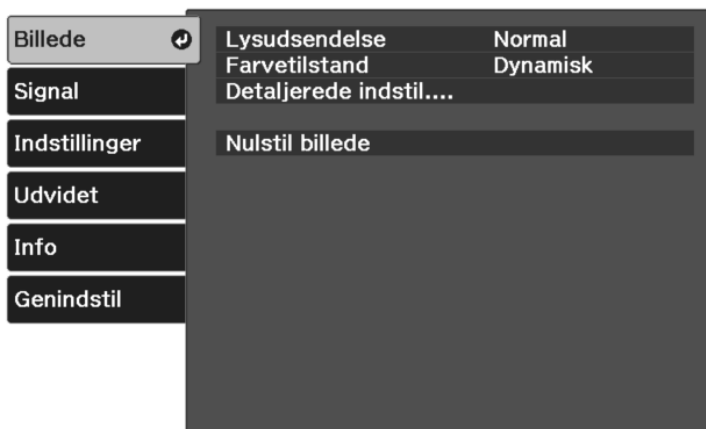 Billede
Signal
Indstillinger
Udvidet
Info
Genindstil
Lysudsendelse Normal
Farvetilstand Dynamisk
Detaljerede indstil....
Nulstil billede